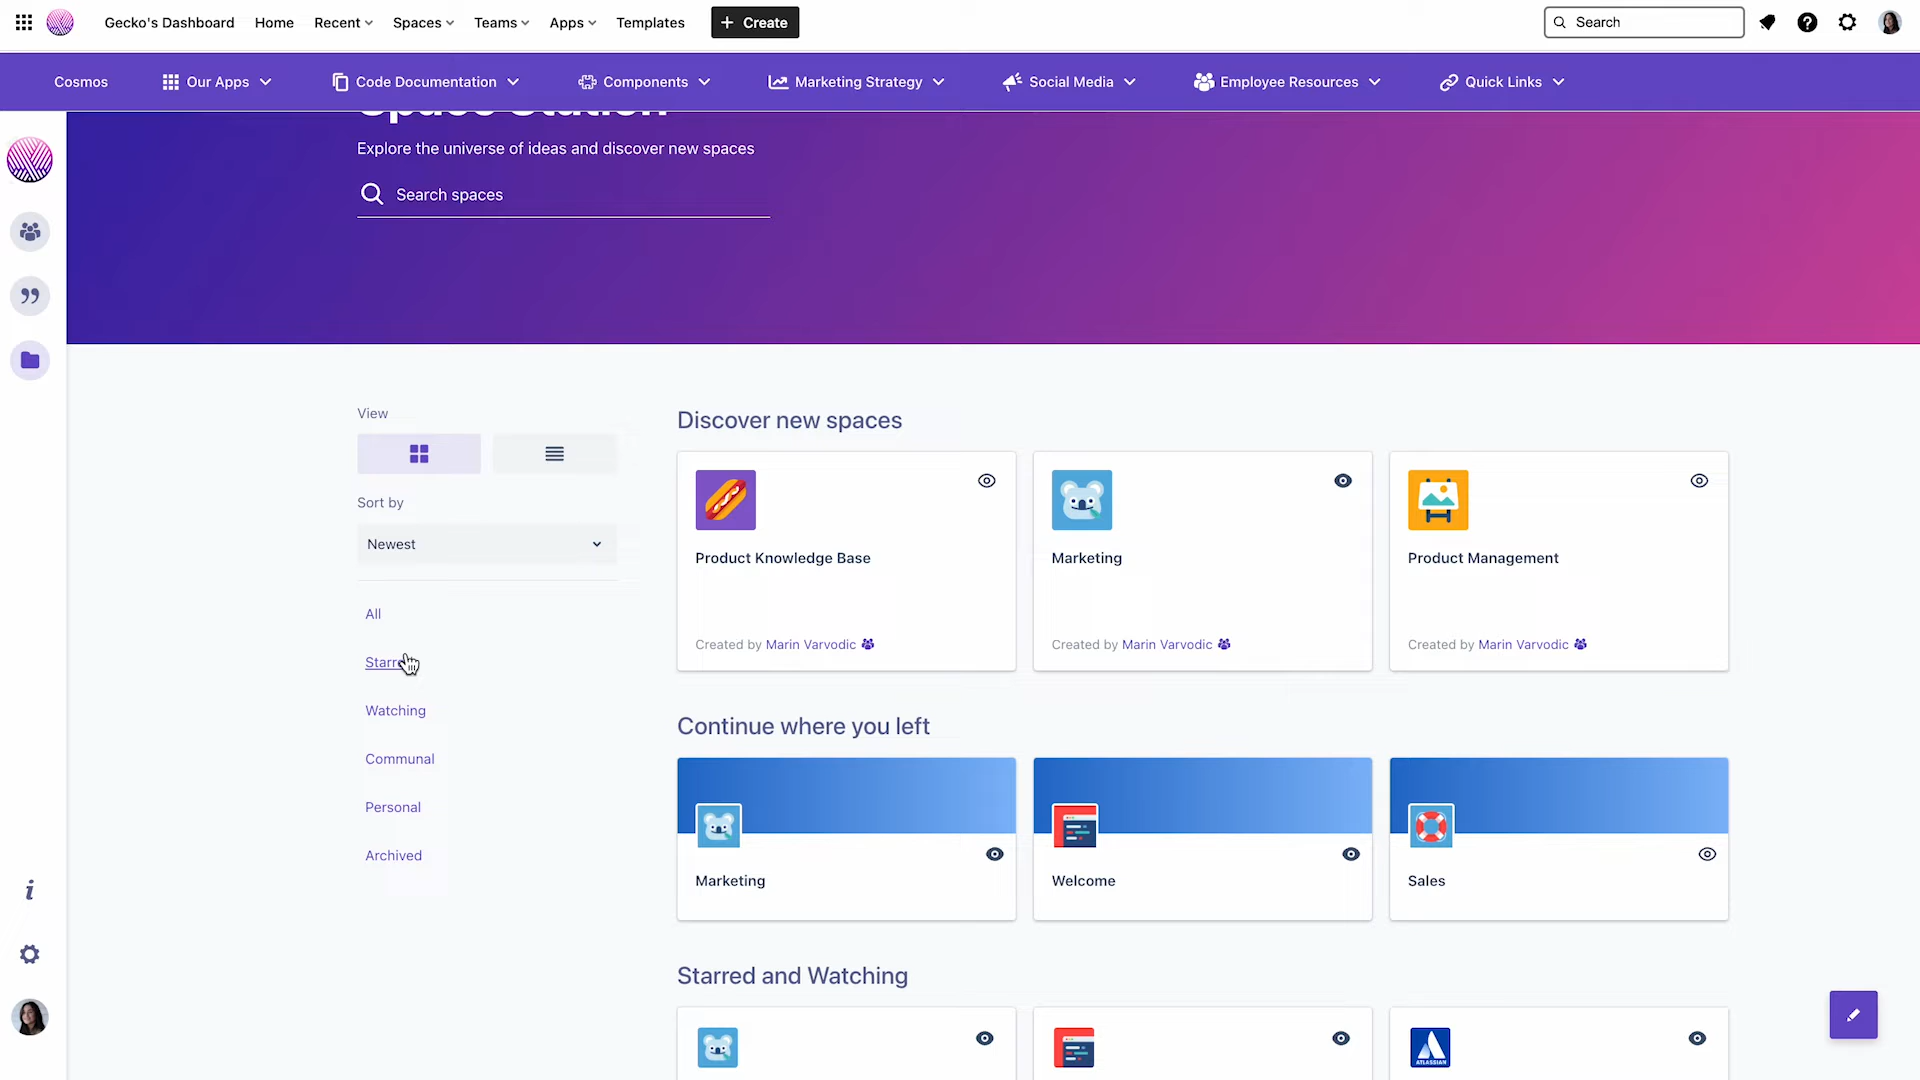 Gecko's Dashboard Home Recent Spaces Teams Apps Templates + Create Search
Cosmos Our Apps Code Documentation Components Marketing Strategy Social Media Employee Resources Quick Links
Space Station
Explore the universe of ideas and discover new spaces
Search spaces
View
Sort by
Newest
All
Watching
Communal
Personal
Archived
Discover new spaces
Product Knowledge Base
Created by Marin Varvodic
Marketing
Created by Marin Varvodic
Product Management
Created by Marin Varvodic
Continue where you left
Marketing
Welcome
Sales
Starred and Watching
ATLASSIAN